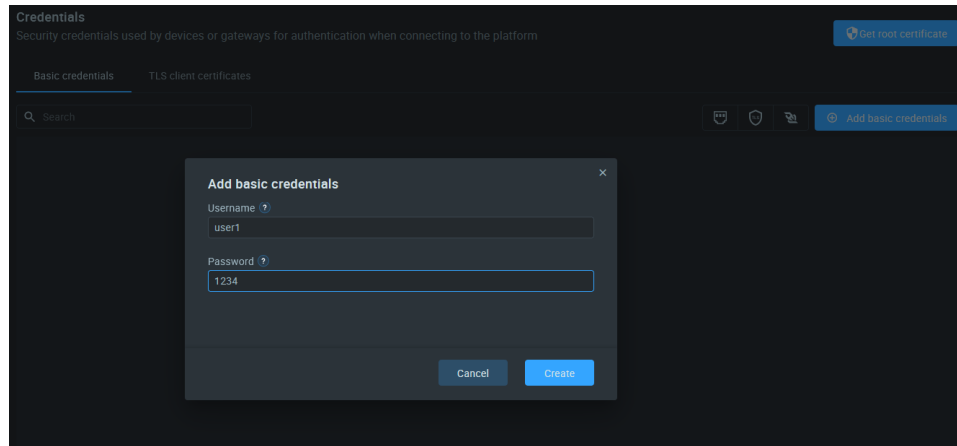 Credentials
Security credentials used by devices or gateways for authentication when connecting to the platform
Get root certificate
Basic credentials TLS client certificates
Search
Add basic credentials
×
Add basic credentials
Username ?
user1
Password ?
1234
Cancel Create